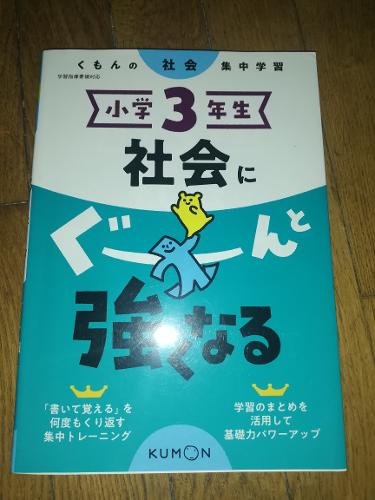 くもんの 社会 集中学習
学習指導要領対応
小学3年生
社会に
ぐーんと
強くなる
「書いて覚える」を
何度もくり返す
集中トレーニング
学習のまとめを
活用して
基礎力パワーアップ
KUMON